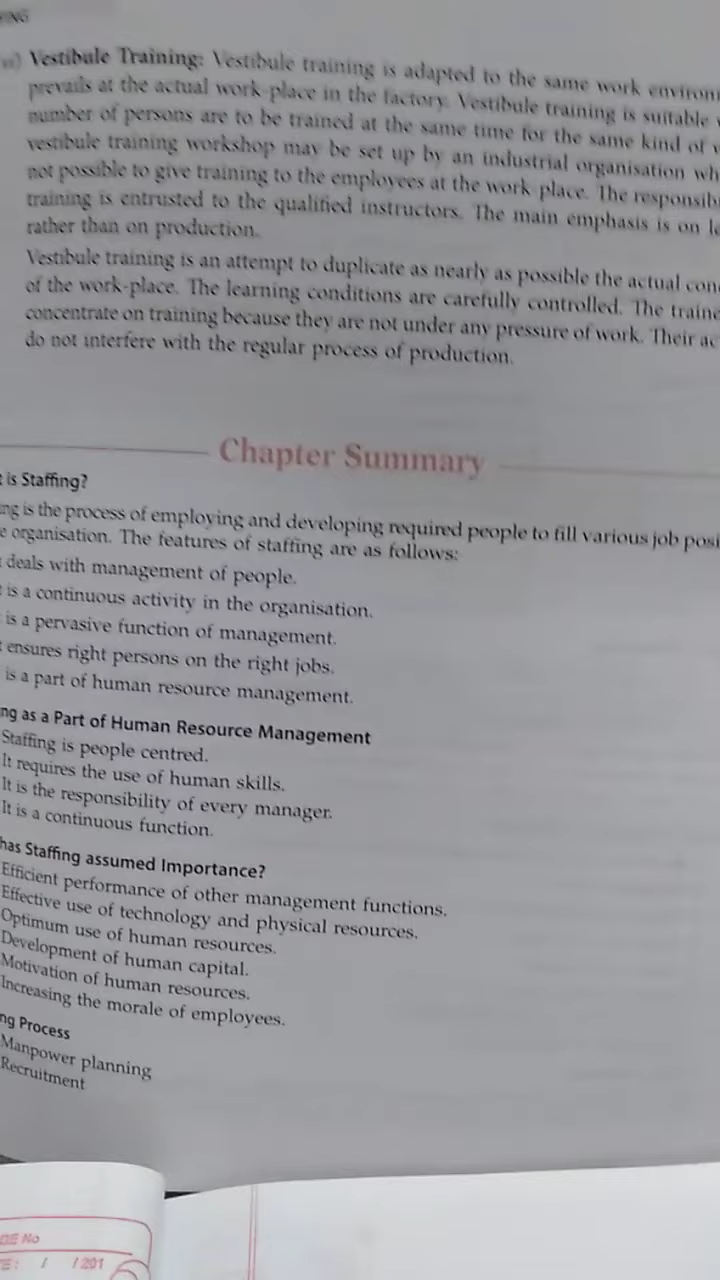 Vestibule Training: Vestibule training is adapted to the same work
prevails at the actual work-place in the factory. Vestibule training is suitable
number of persons are to be trained at the same time for the same kind of
vestibule training workshop may be set up by an industrial organisation
not possible to give training to the employees at the work-place. The
training is entrusted to the qualified instructors. The main emphasis is on
rather than on production.
Vestibule training is an attempt to duplicate as nearly as possible the actual
of the work-place. The learning conditions are carefully controlled. The
concentrate on training because they are not under any pressure of work. Their
do not interfere with the regular process of production.
Chapter Summary
is Staffing?
is the process of employing and developing required people to fill various job
organisation. The features of staffing are as follows:
deals with management of people.
is a continuous activity in the organisation.
is a pervasive function of management.
ensures right persons on the right jobs.
is a part of human resource management.
as a Part of Human Resource Management
Staffing is people centred.
It requires the use of human skills.
It is the responsibility of every manager.
It is a continuous function.
has Staffing assumed Importance?
Efficient performance of other management functions.
Effective use of technology and physical resources.
Optimum use of human resources.
Development of human capital.
Motivation of human resources.
Increasing the morale of employees.
Process
Manpower planning
Recruitment
No
/ /201